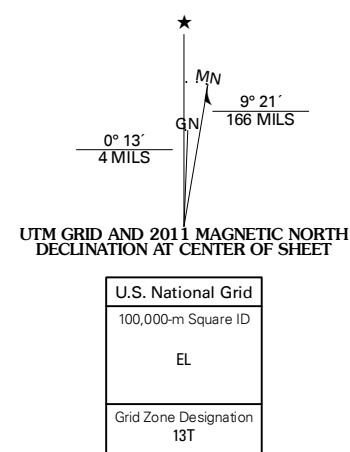 ★
MN
9° 21´
166 MILS
GN
0° 13´
4 MILS
UTM GRID AND 2011 MAGNETIC NORTH
DECLINATION AT CENTER OF SHEET
U.S. National Grid
100,000-m Square ID
EL
Grid Zone Designation
13T